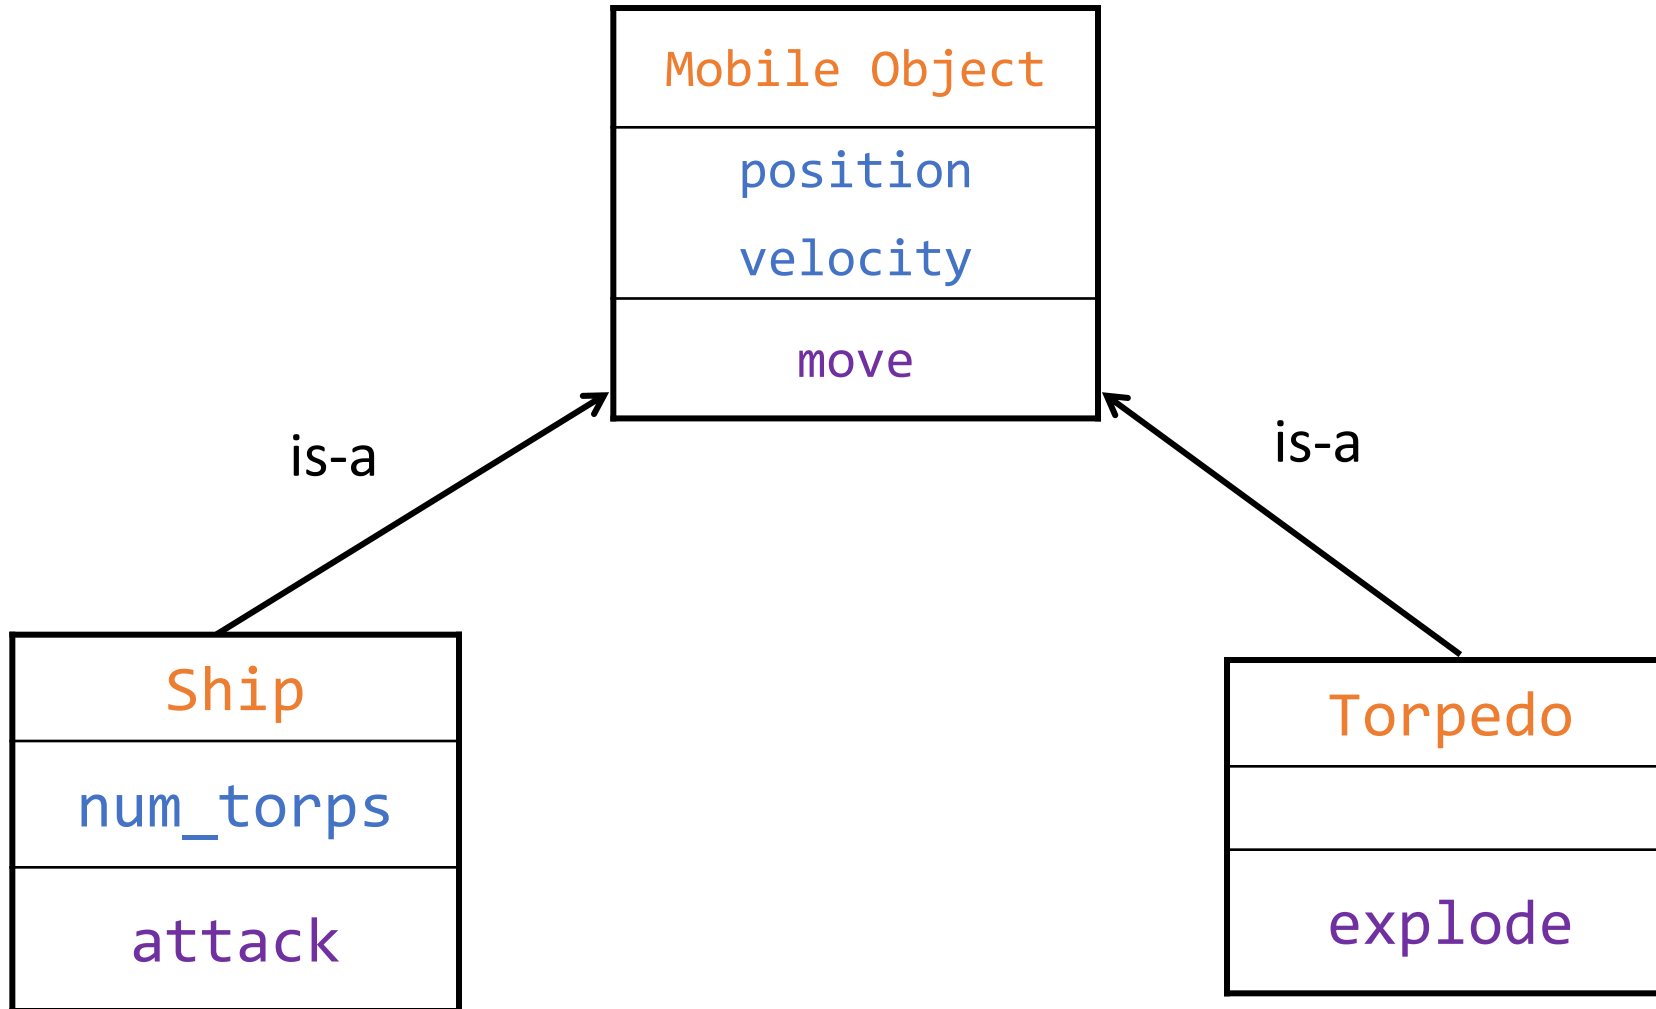 Mobile Object
position
velocity
move
is-a
is-a
Ship
num_torps
attack
Torpedo
explode